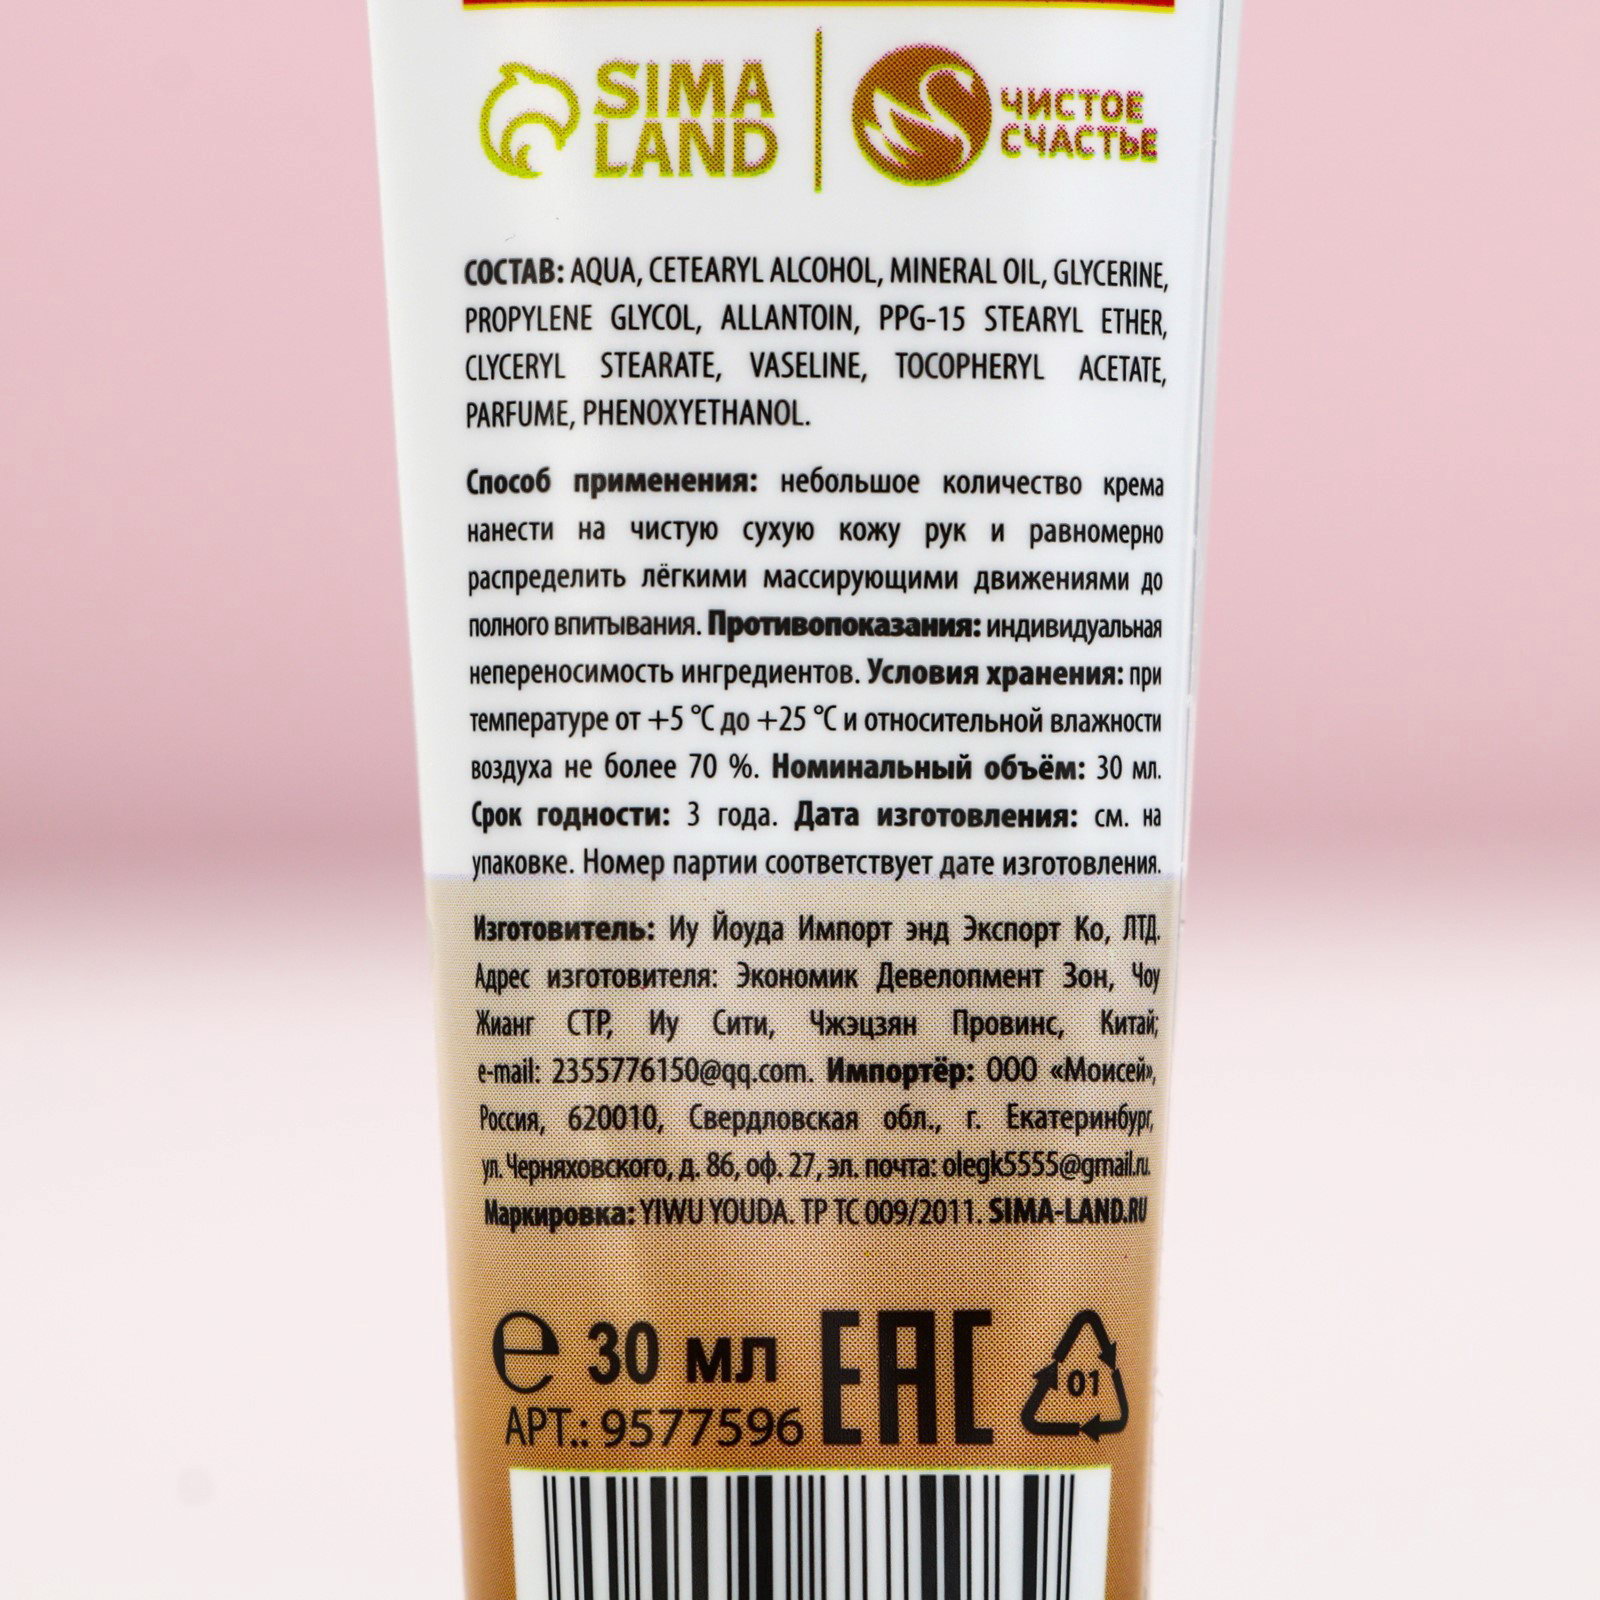 SIMA
LAND
ЧИСТОЕ
СЧАСТЬЕ
СОСТАВ: AQUA, CETEARYL ALCOHOL, MINERAL OIL, GLYCERINE,
PROPYLENE GLYCOL, ALLANTOIN, PPG-15 STEARYL ETHER,
CLYCERYL STEARATE, VASELINE, TOCOPHERYL ACETATE,
PARFUME, PHENOXYETHANOL.
Способ применения: небольшое количество крема
нанести на чистую сухую кожу рук и равномерно
распределить лёгкими массирующими движениями до
полного впитывания. Противопоказания: индивидуальная
непереносимость ингредиентов. Условия хранения: при
температуре от +5 °С до +25 °С и относительной влажности
воздуха не более 70 %. Номинальный объём: 30 мл.
Срок годности: 3 года. Дата изготовления: см. на
упаковке. Номер партии соответствует дате изготовления.
Изготовитель: Иу Йоуда Импорт энд Экспорт Ко, ЛТД.
Адрес изготовителя: Экономик Девелопмент Зон, Чоу
Жианг СТР, Иу Сити, Чжэцзян Провинс, Китай;
e-mail: 2355776150@qq.com. Импортёр: ООО «Моисей»,
Россия, 620010, Свердловская обл., г. Екатеринбург,
ул. Черняховского, д. 86, оф. 27, эл. почта: olegk5555@gmail.ru.
Маркировка: YIWU YOUDA. ТР ТС 009/2011. SIMA-LAND.RU
e 30 мл EAC 01
АРТ.: 9577596